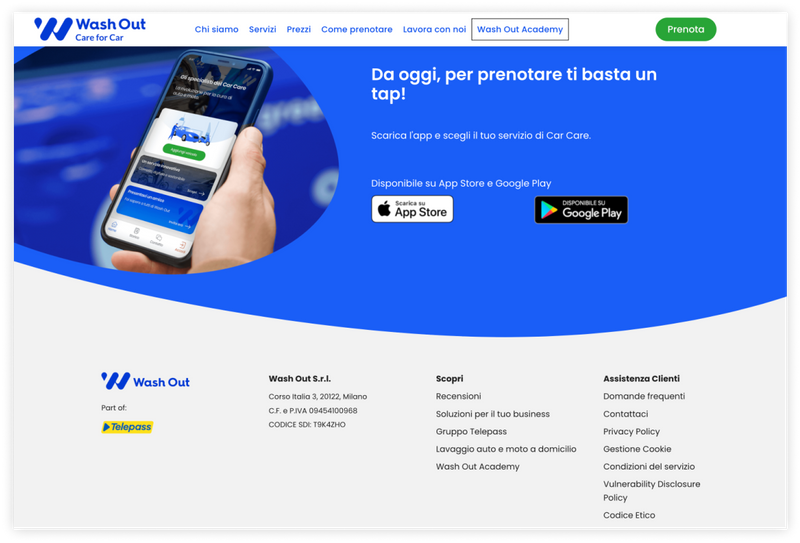 Wash Out
Care for Car
Chi siamo
Servizi
Prezzi
Come prenotare
Lavora con noi
Wash Out Academy
Prenota
Gli specialisti del Car Care
Da oggi, per prenotare ti basta un
tap!
Scarica l'app e scegli il tuo servizio di Car Care.
Disponibile su App Store e Google Play
Scarica su
App Store
DISPONIBILE SU
Google Play
Wash Out
Part of:
Telepass
Wash Out S.r.l.
Corso Italia 3, 20122, Milano
C.F. e P.IVA 09454100968
CODICE SDI: T9K4ZHO
Scopri
Recensioni
Soluzioni per il tuo business
Gruppo Telepass
Lavaggio auto e moto a domicilio
Wash Out Academy
Assistenza Clienti
Domande frequenti
Contattaci
Privacy Policy
Gestione Cookie
Condizioni del servizio
Vulnerability Disclosure
Policy
Codice Etico